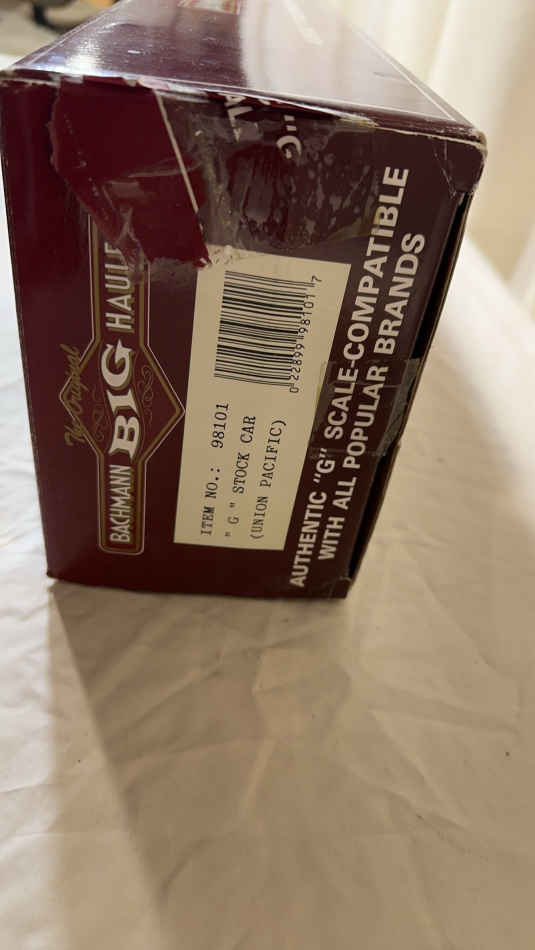 The Original
BACHMANN BIG HAUL
ITEM NO.: 98101
" G " STOCK CAR
(UNION PACIFIC)
0 22899 98101 7
AUTHENTIC "G" SCALE-COMPATIBLE
WITH ALL POPULAR BRANDS